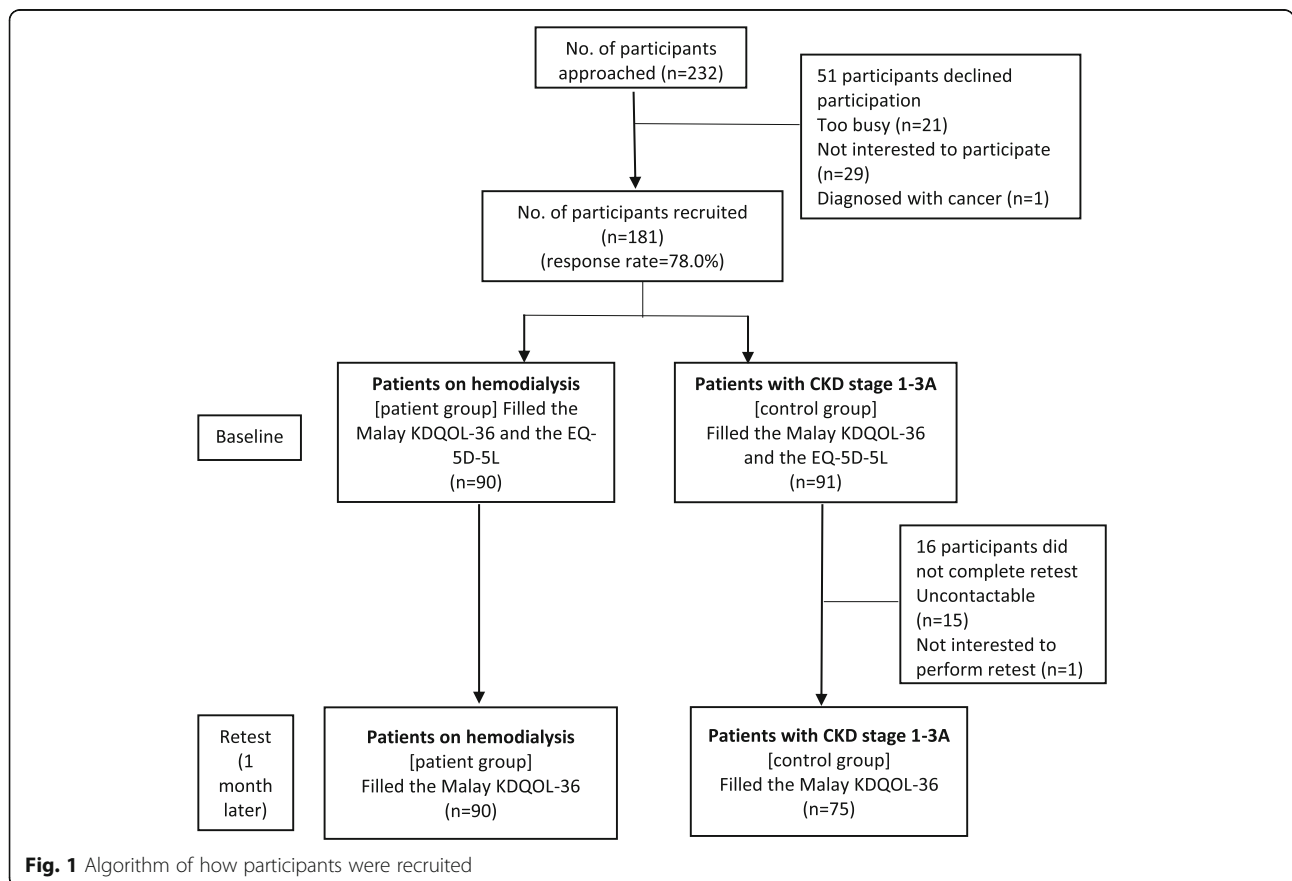 No. of participants
approached (n=232)
51 participants declined
participation
Too busy (n=21)
Not interested to participate
(n=29)
Diagnosed with cancer (n=1)
No. of participants recruited
(n=181)
(response rate=78.0%)
Patients on hemodialysis
[patient group] Filled the
Malay KDQOL-36 and the EQ-
5D-5L
(n=90)
Patients with CKD stage 1-3A
[control group]
Filled the Malay KDQOL-36
and the EQ-5D-5L
(n=91)
Baseline
16 participants did
not complete retest
Uncontactable
(n=15)
Not interested to
perform retest (n=1)
Retest
(1
month
later)
Patients on hemodialysis
[patient group]
Filled the Malay KDQOL-36
(n=90)
Patients with CKD stage 1-3A
[control group]
Filled the Malay KDQOL-36
(n=75)
Fig. 1 Algorithm of how participants were recruited